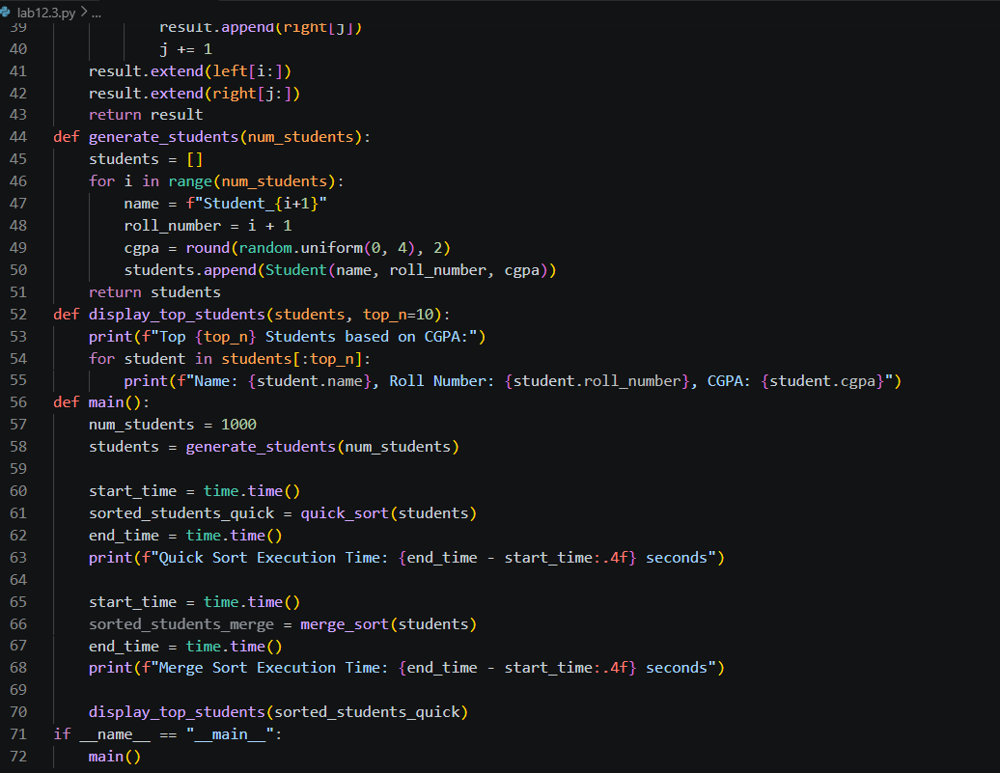 lab12.3.py > ...
39 result.append(right[j])
40 j += 1
41 result.extend(left[i:])
42 result.extend(right[j:])
43 return result
44 def generate_students(num_students):
45 students = []
46 for i in range(num_students):
47 name = f"Student_{i+1}"
48 roll_number = i + 1
49 cgpa = round(random.uniform(0, 4), 2)
50 students.append(Student(name, roll_number, cgpa))
51 return students
52 def display_top_students(students, top_n=10):
53 print(f"Top {top_n} Students based on CGPA:")
54 for student in students[:top_n]:
55 print(f"Name: {student.name}, Roll Number: {student.roll_number}, CGPA: {student.cgpa}")
56 def main():
57 num_students = 1000
58 students = generate_students(num_students)
59
60 start_time = time.time()
61 sorted_students_quick = quick_sort(students)
62 end_time = time.time()
63 print(f"Quick Sort Execution Time: {end_time - start_time:.4f} seconds")
64
65 start_time = time.time()
66 sorted_students_merge = merge_sort(students)
67 end_time = time.time()
68 print(f"Merge Sort Execution Time: {end_time - start_time:.4f} seconds")
69
70 display_top_students(sorted_students_quick)
71 if __name__ == "__main__":
72 main()